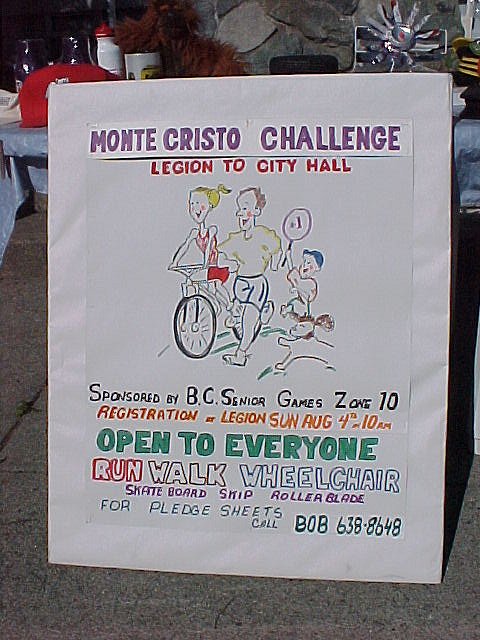 MONTE CRISTO CHALLENGE
LEGION TO CITY HALL
#1
SPONSORED BY B.C. SENIOR GAMES ZONE 10
REGISTRATION @ LEGION SUN AUG 4TH - 10AM
OPEN TO EVERYONE
RUN WALK WHEELCHAIR
SKATE BOARD SKIP ROLLER BLADE
FOR PLEDGE SHEETS
CALL BOB 638-8648